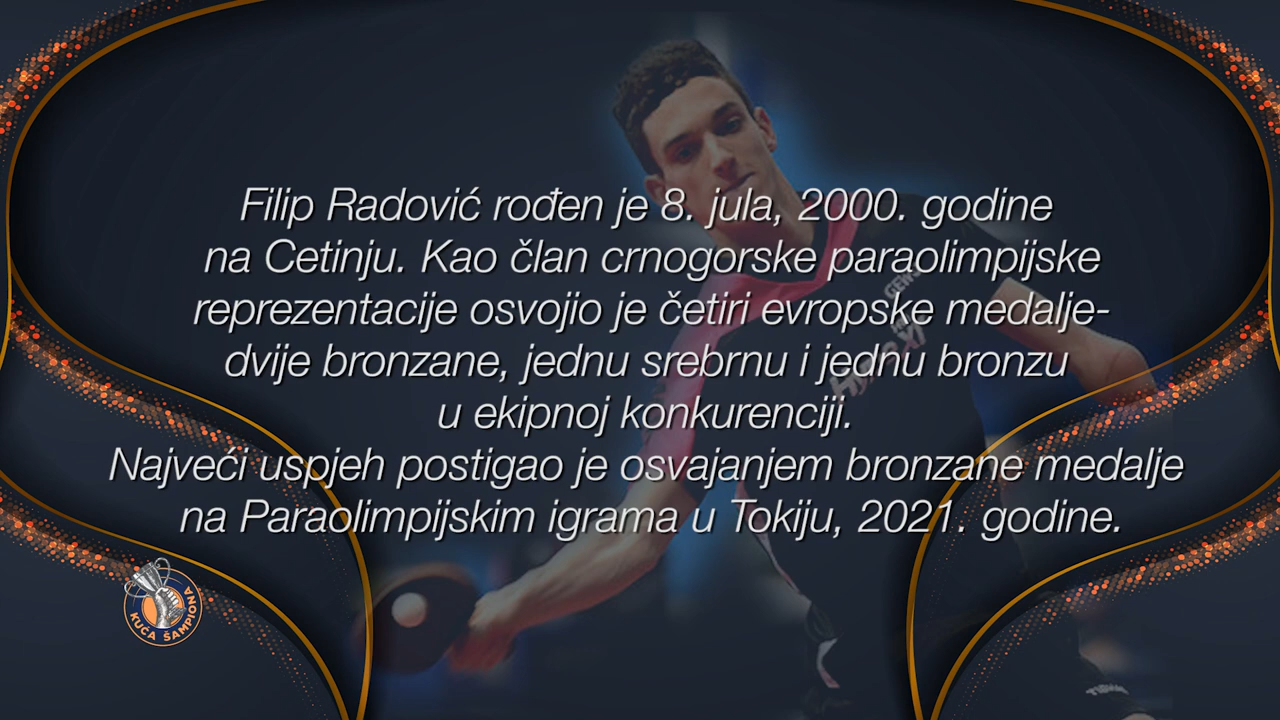 Filip Radović rođen je 8. jula, 2000. godine
na Cetinju. Kao član crnogorske paraolimpijske
reprezentacije osvojio je četiri evropske medalje-
dvije bronzane, jednu srebrnu i jednu bronzu
u ekipnoj konkurenciji.
Najveći uspjeh postigao je osvajanjem bronzane medalje
na Paraolimpijskim igrama u Tokiju, 2021. godine.
KUĆA ŠAMPIONA